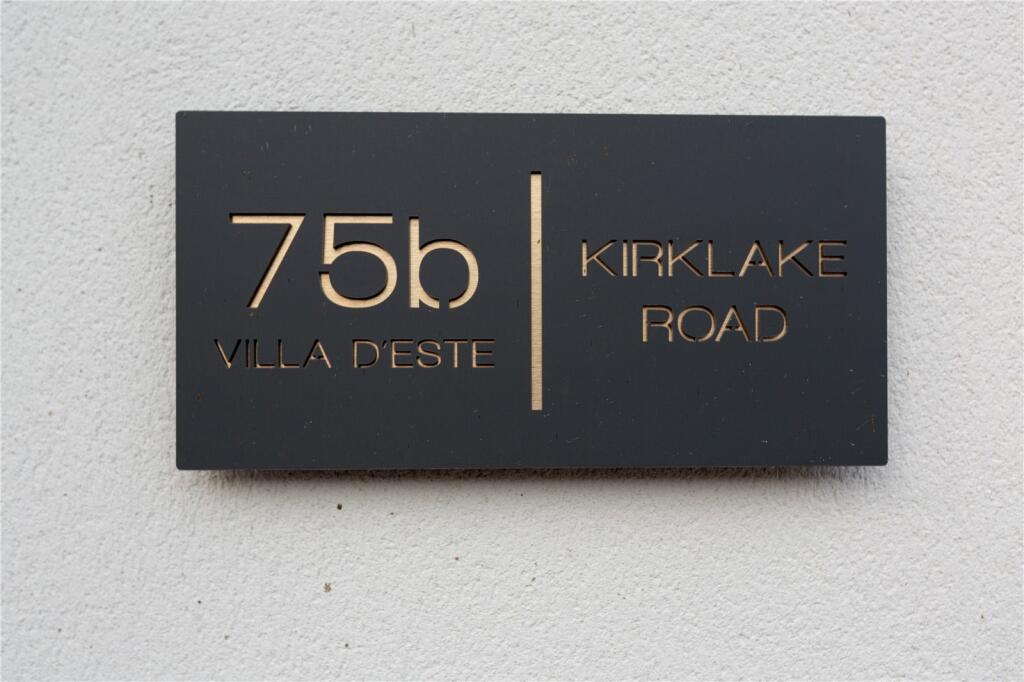 75b
VILLA D'ESTE
KIRKLAKE
ROAD